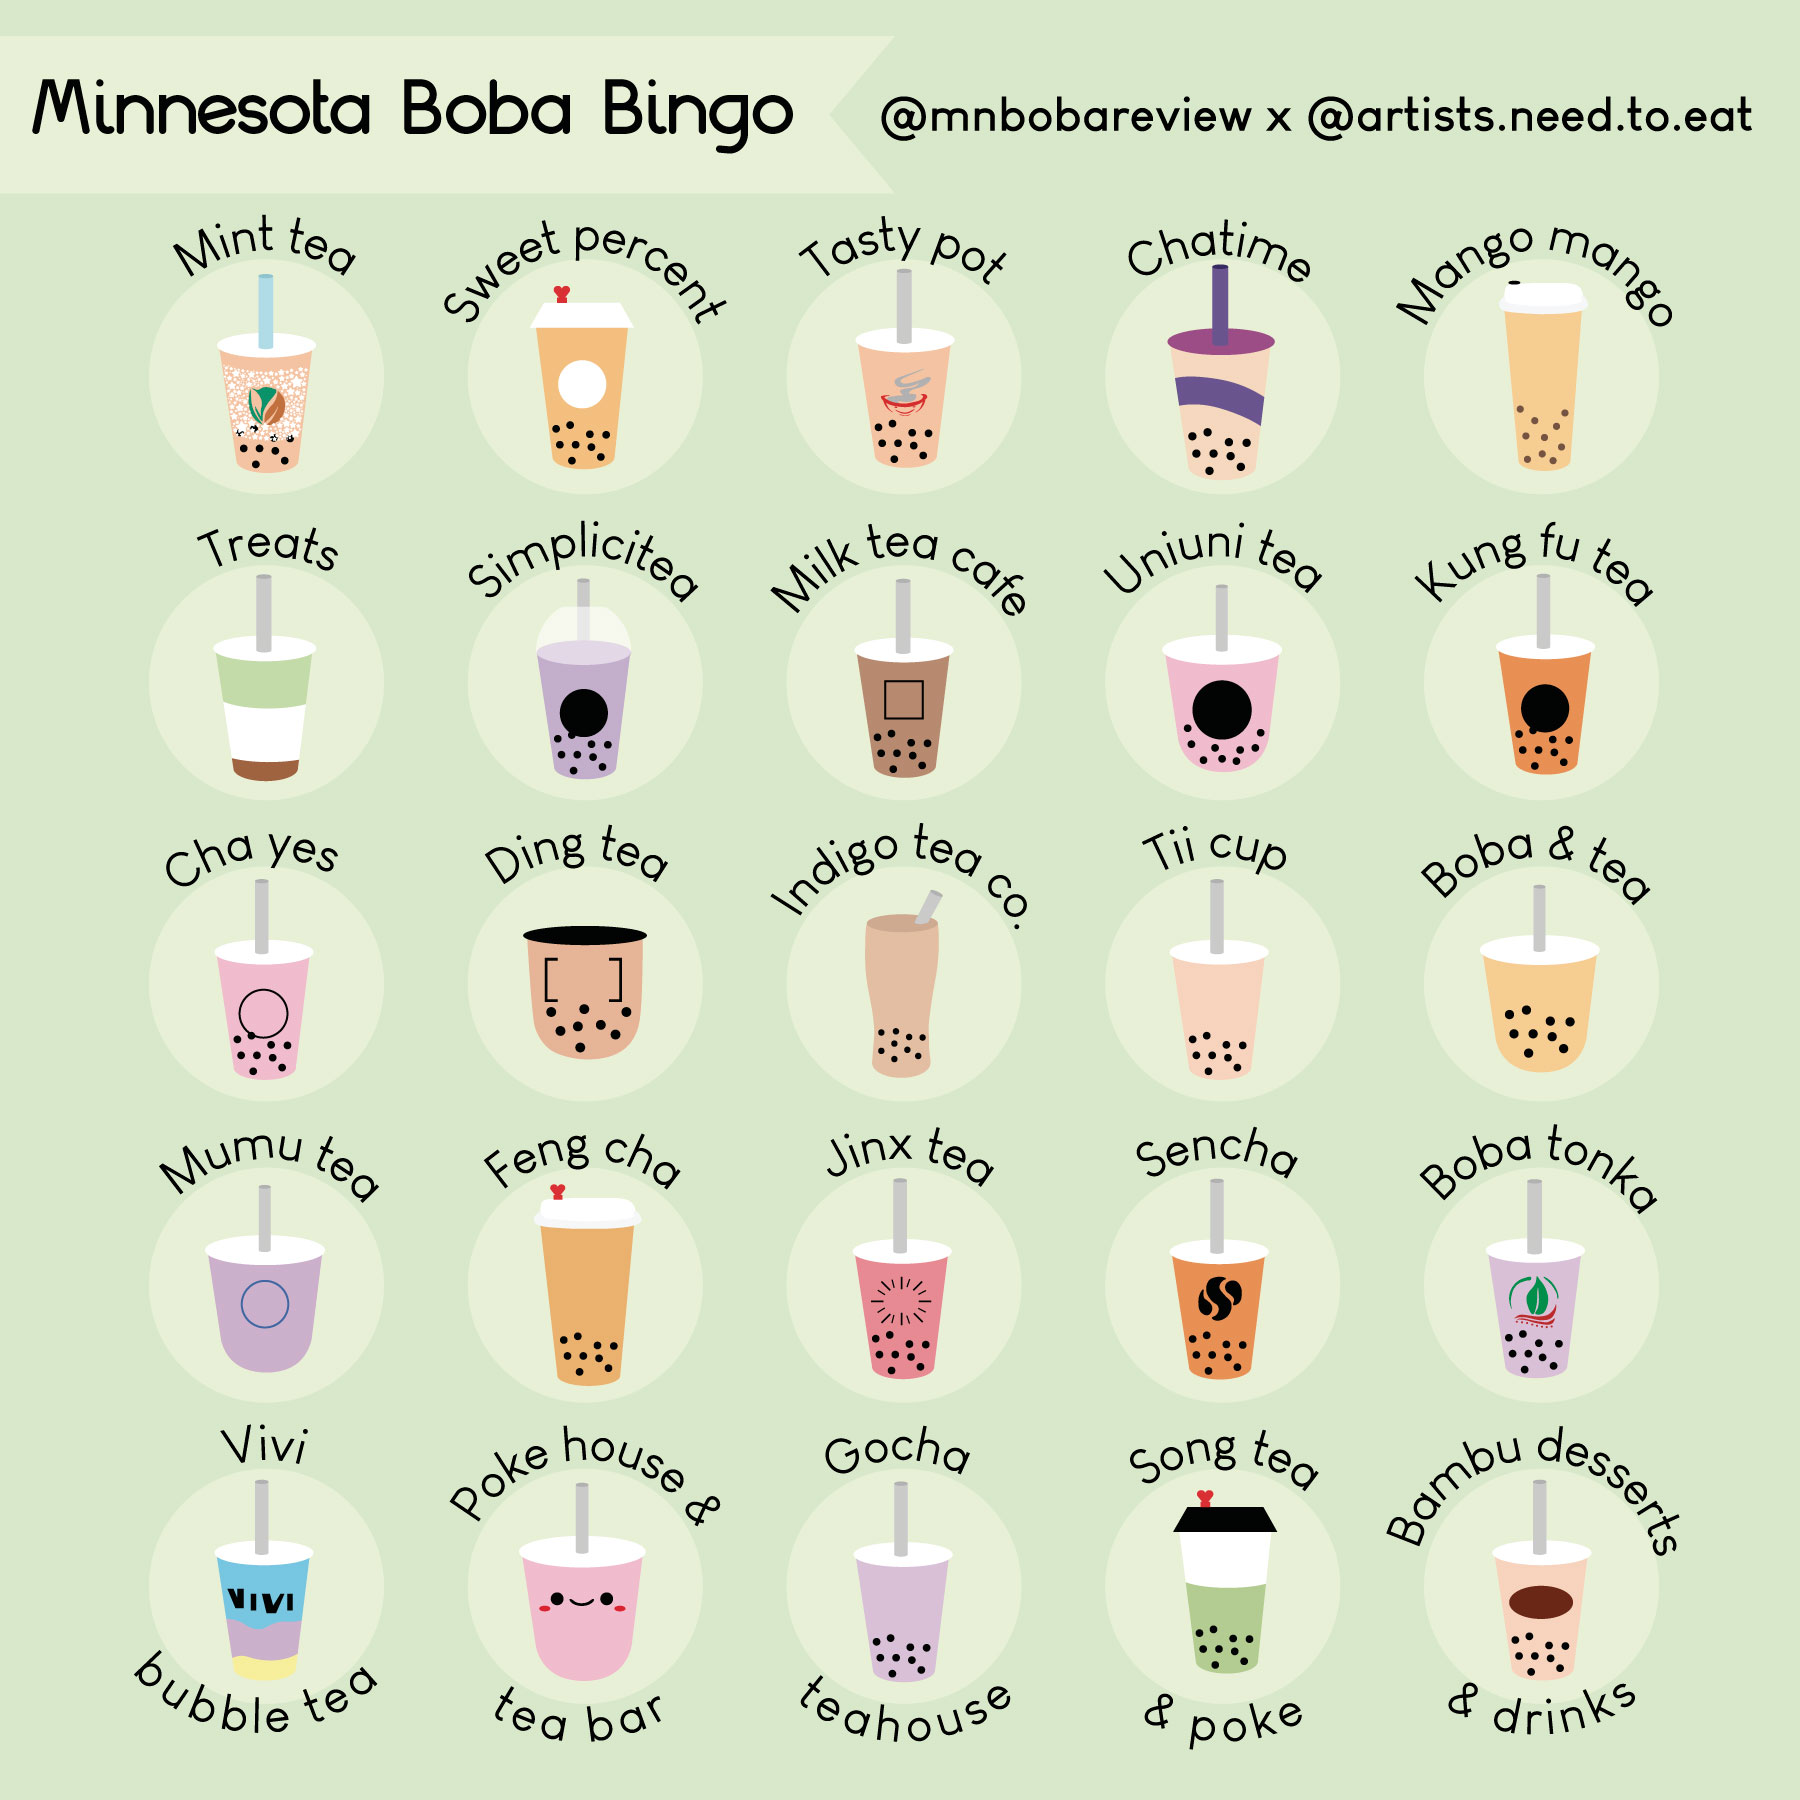 Minnesota Boba Bingo
@mnbobareview x @artists.need.to.eat
Mint tea
Sweet percent
Tasty pot
Chatime
Mango mango
Treats
Simplicitea
Milk tea cafe
Uniuni tea
Kung fu tea
Cha yes
Ding tea
Indigo tea co.
Tii cup
Boba & tea
Mumu tea
Feng cha
Jinx tea
Sencha
Boba tonka
Vivi
VIVI
bubble tea
Poke house &
tea bar
Gocha
teahouse
Song tea
& poke
Bambu desserts
& drinks